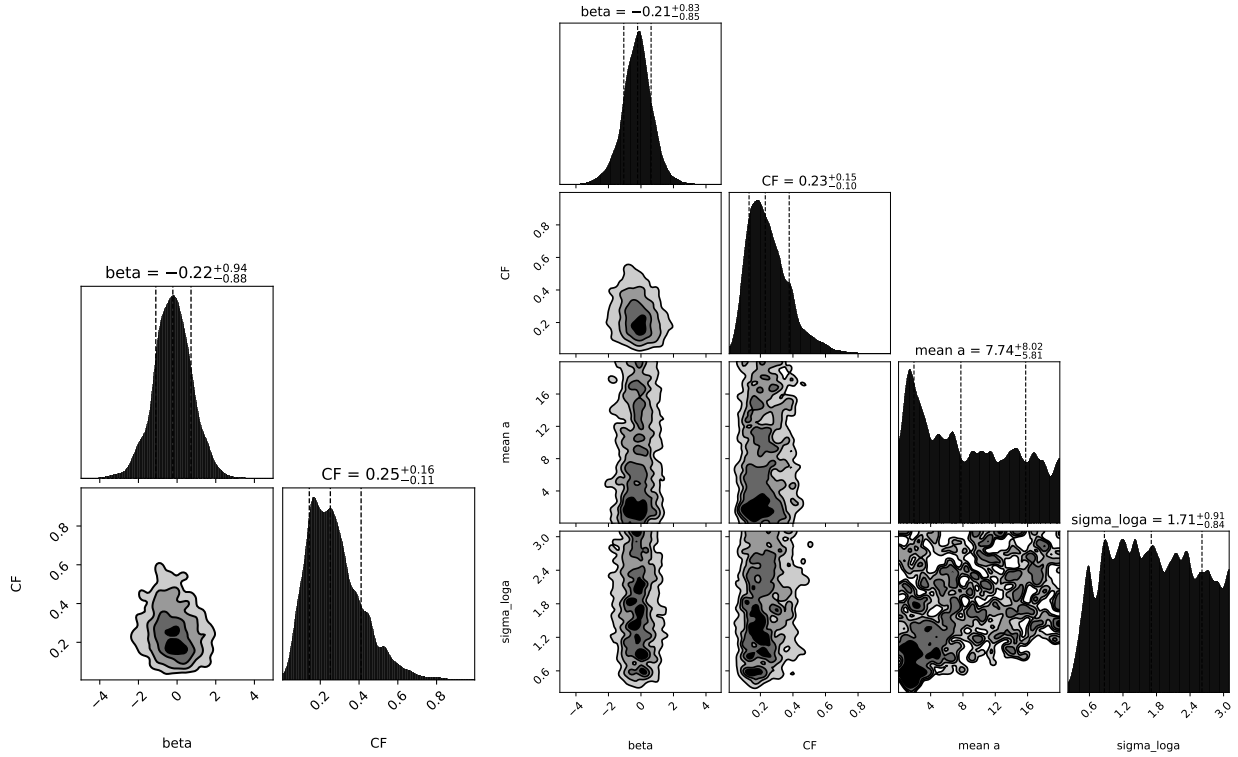 beta = −0.21 +0.83 −0.85
CF = 0.23 +0.15 −0.10
0.8
0.6
0.4
0.2
CF
beta = −0.22 +0.94 −0.88
mean a = 7.74 +8.02 −5.81
16
12
8
4
mean a
CF = 0.25 +0.16 −0.11
0.8
0.6
0.4
0.2
CF
sigma_loga = 1.71 +0.91 −0.84
3.0
2.4
1.8
1.2
0.6
sigma_loga
−4 −2 0 2 4
0.2 0.4 0.6 0.8
beta
CF
−4 −2 0 2 4
0.2 0.4 0.6 0.8
4 8 12 16
0.6 1.2 1.8 2.4 3.0
beta
CF
mean a
sigma_loga